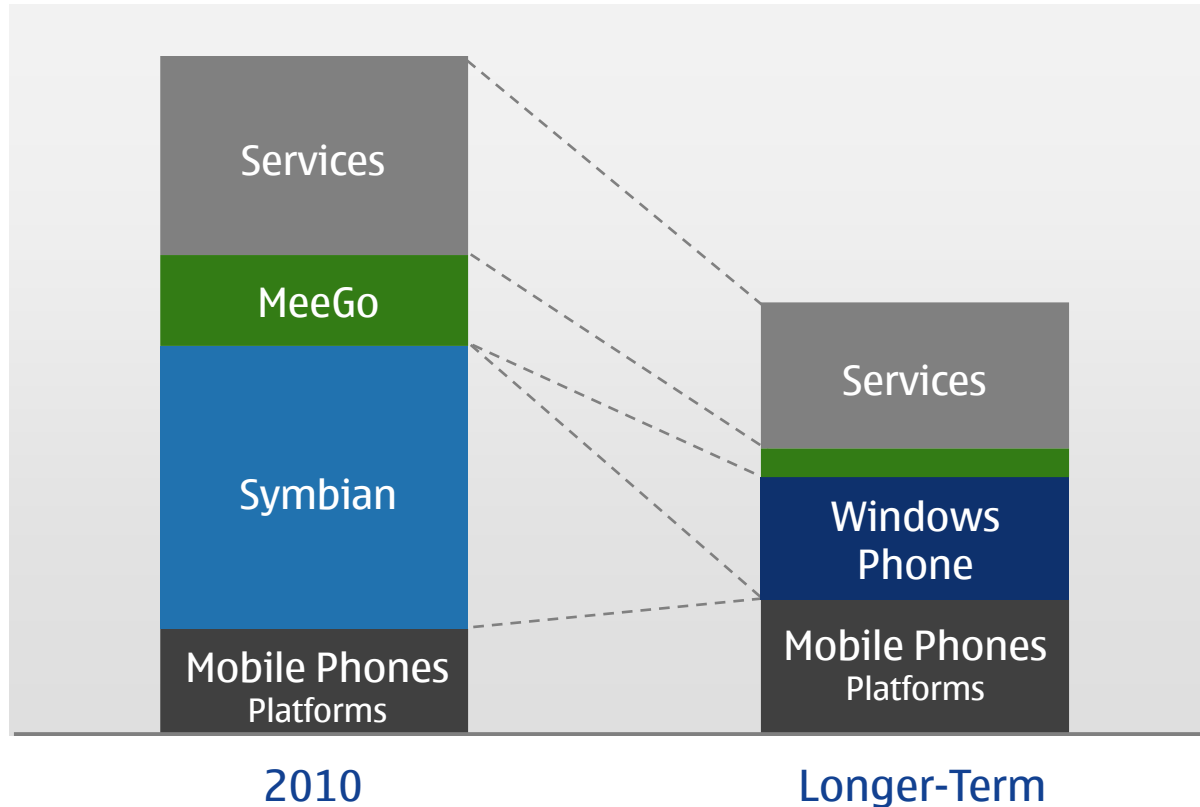 Services
MeeGo
Symbian
Mobile Phones
Platforms
2010
Services
Windows
Phone
Mobile Phones
Platforms
Longer-Term